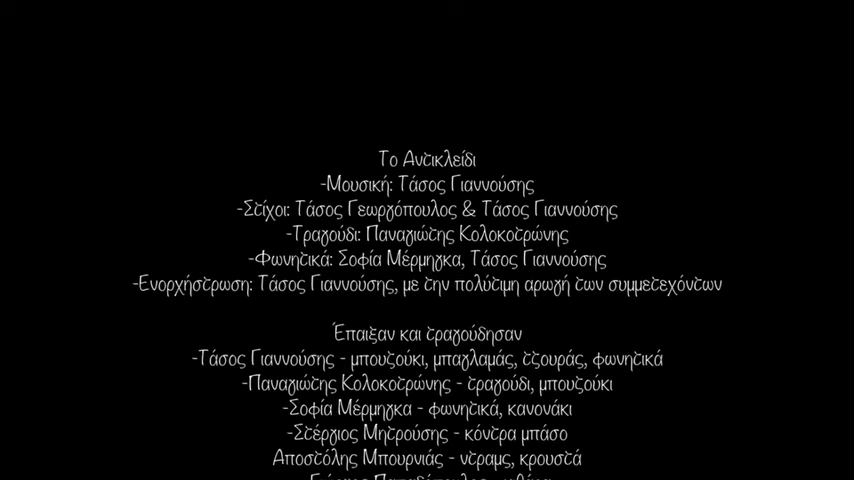 Το Αντικλείδι
-Μουσική: Τάσος Γιαννούσης
-Στίχοι: Τάσος Γεωργόπουλος & Τάσος Γιαννούσης
-Τραγούδι: Παναγιώτης Κολοκοτρώνης
-Φωνητικά: Σοφία Μέρμηγκα, Τάσος Γιαννούσης
-Ενορχήστρωση: Τάσος Γιαννούσης, με την πολύτιμη αρωγή των συμμετεχόντων
Έπαιξαν και τραγούδησαν
-Τάσος Γιαννούσης - μπουζούκι, μπαγλαμάς, τζουράς, φωνητικά
-Παναγιώτης Κολοκοτρώνης - τραγούδι, μπουζούκι
-Σοφία Μέρμηγκα - φωνητικά, κανονάκι
-Στέργιος Μητρούσης - κόντρα μπάσο
Αποστόλης Μπουρνιάς - ντραμς, κρουστά